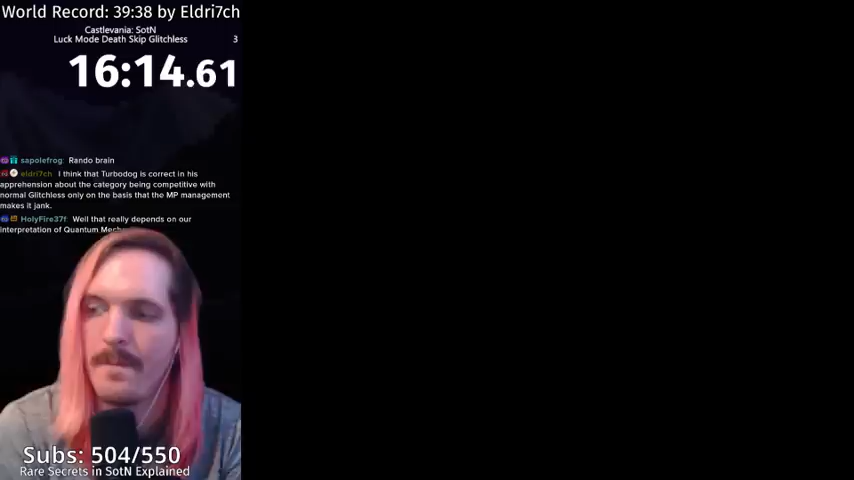 World Record: 39:38 by Eldri7ch
Castlevania: SotN
Luck Mode Death Skip Glitchless 3
16:14.61
sapolefrog: Rando brain
eldri7ch I think that Turbodog is correct in his
apprehension about the category being competitive with
normal Glitchless only on the basis that the MP management
makes it jank.
HolyFire37f: Well that really depends on our
interpretation of Quantum
Subs: 504/550
Rare Secrets in SotN Explained